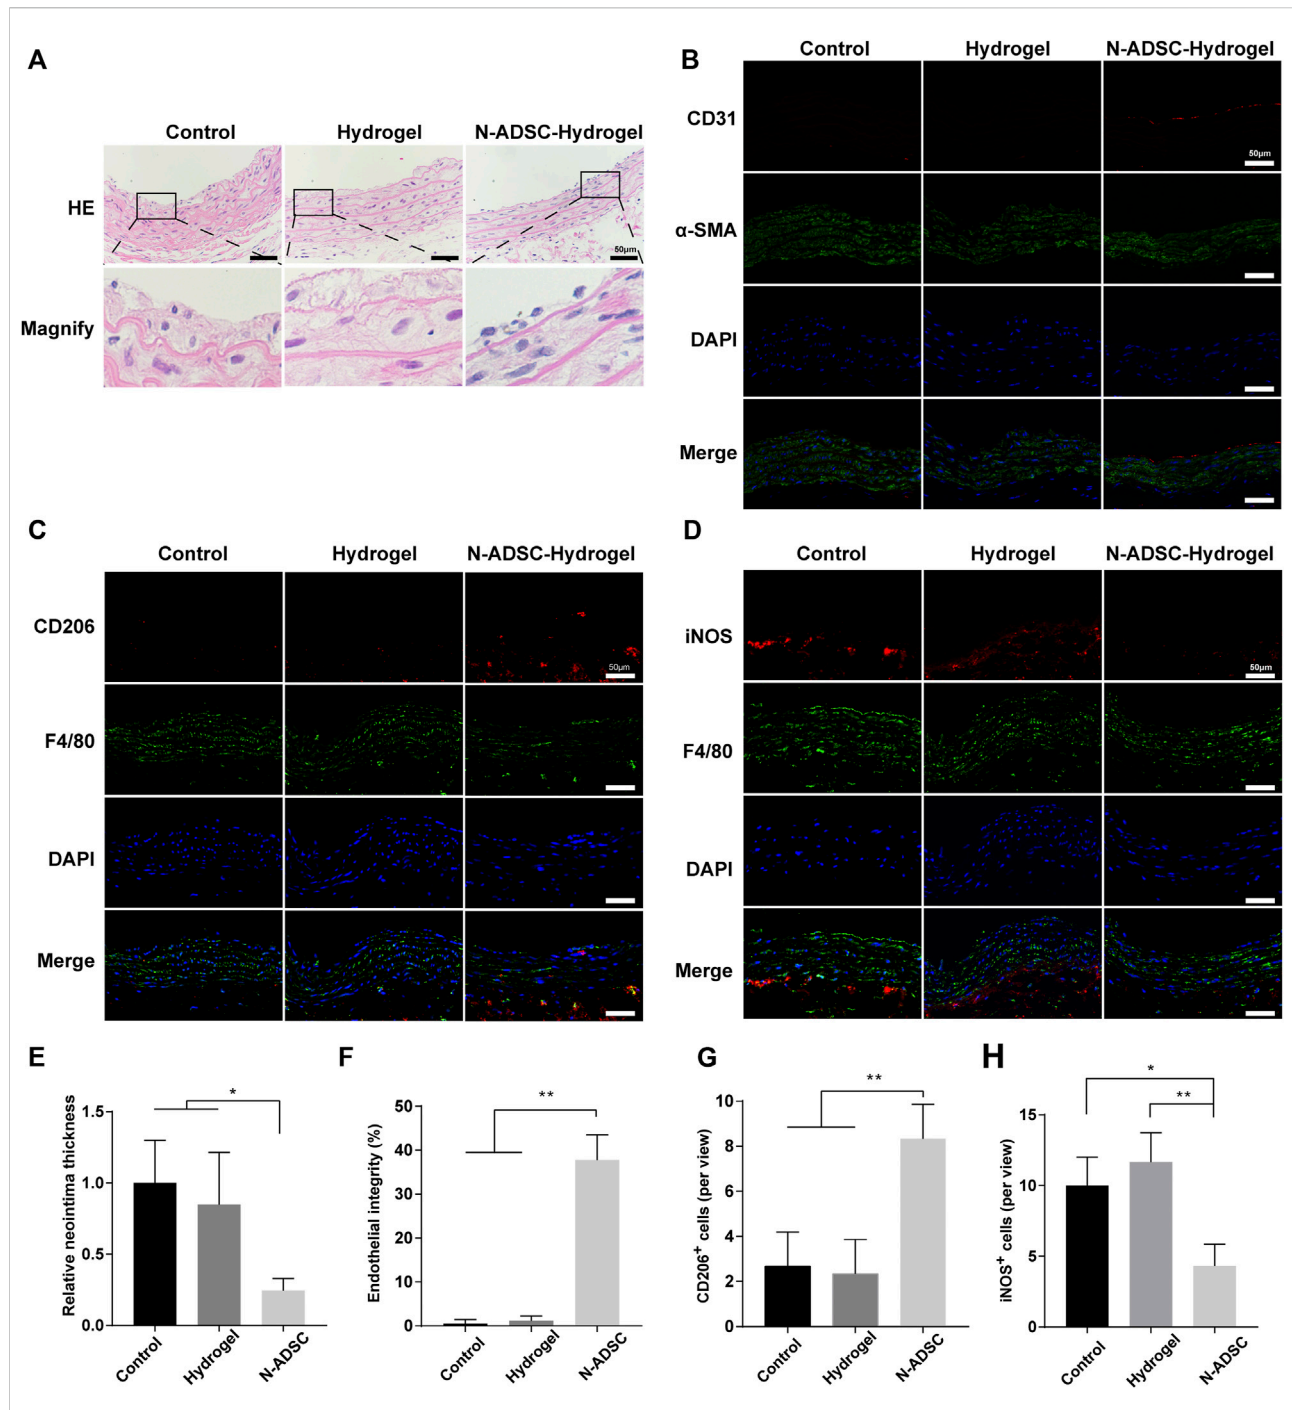 A
Control Hydrogel N-ADSC-Hydrogel
HE
50μm
Magnify
B
Control Hydrogel N-ADSC-Hydrogel
CD31
50μm
α-SMA
DAPI
Merge
C
Control Hydrogel N-ADSC-Hydrogel
CD206
50μm
F4/80
DAPI
Merge
D
Control Hydrogel N-ADSC-Hydrogel
iNOS
50μm
F4/80
DAPI
Merge
E
Relative neointima thickness
1.5
1.0
0.5
0.0
*
Control Hydrogel N-ADSC
F
Endothelial integrity (%)
50
40
30
20
10
0
**
Control Hydrogel N-ADSC
G
CD206+ cells (per view)
10
8
6
4
2
0
**
Control Hydrogel N-ADSC
H
iNOS+ cells (per view)
15
10
5
0
*
**
Control Hydrogel N-ADSC